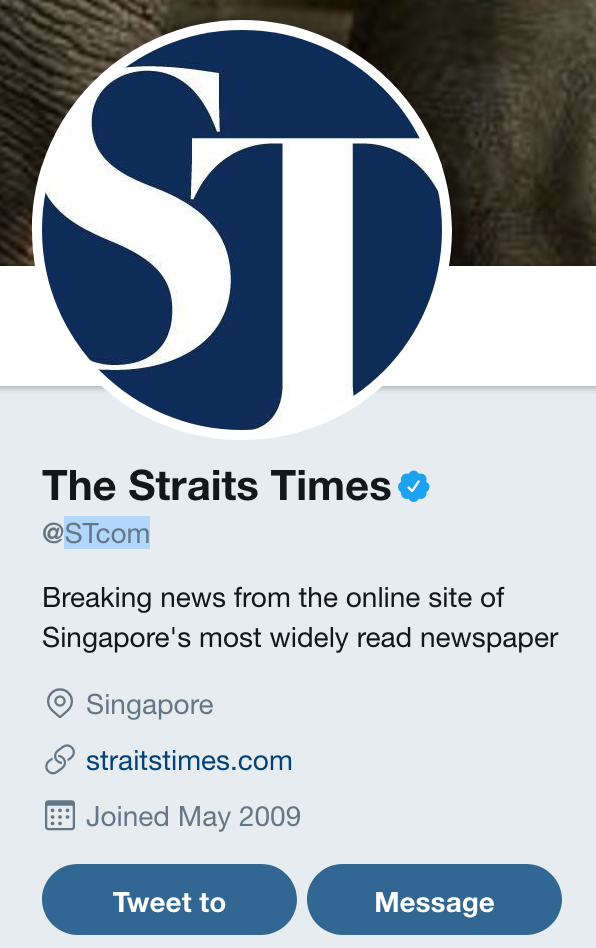 ST
The Straits Times
@STcom
Breaking news from the online site of
Singapore's most widely read newspaper
Singapore
straitstimes.com
Joined May 2009
Tweet to
Message